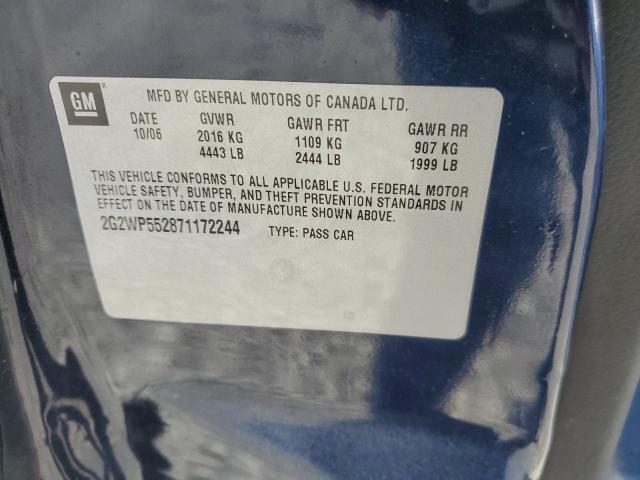 GM
MFD BY GENERAL MOTORS OF CANADA LTD.
DATE GVWR GAWR FRT GAWR RR
10/06 2016 KG 1109 KG 907 KG
4443 LB 2444 LB 1999 LB
THIS VEHICLE CONFORMS TO ALL APPLICABLE U.S. FEDERAL MOTOR
VEHICLE SAFETY, BUMPER, AND THEFT PREVENTION STANDARDS IN
EFFECT ON THE DATE OF MANUFACTURE SHOWN ABOVE.
2G2WP552871172244 TYPE: PASS CAR